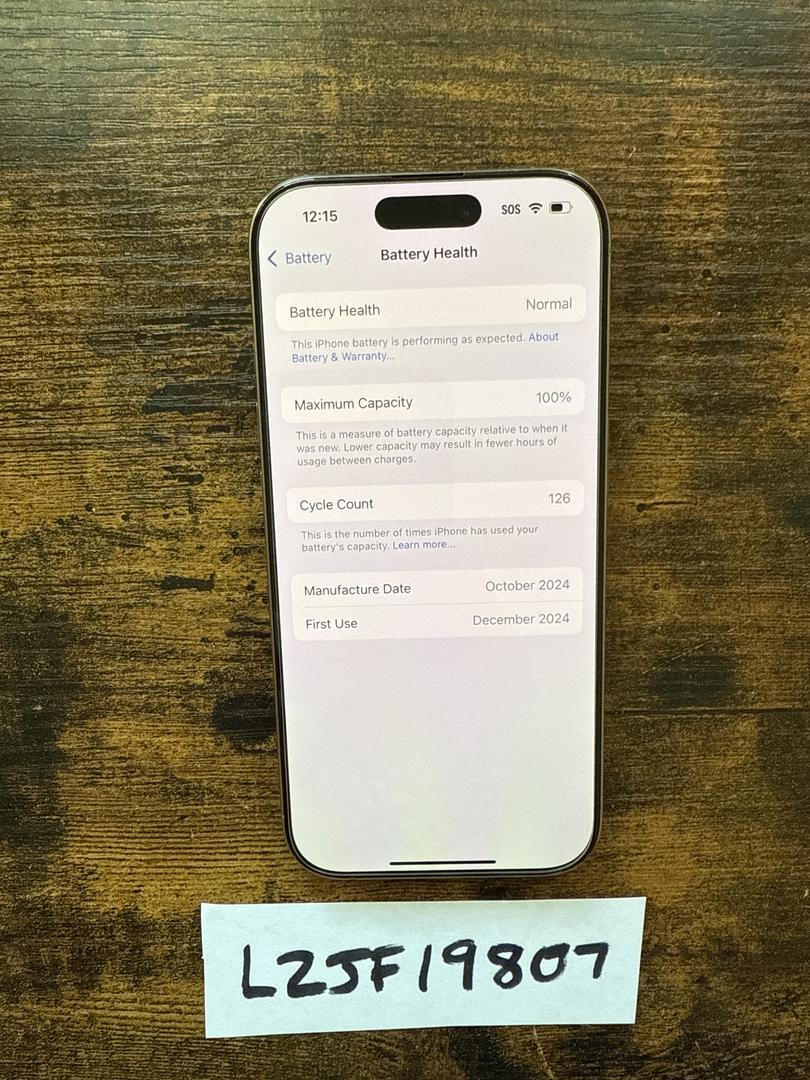 12:15 SOS
Battery Battery Health
Battery Health Normal
This iPhone battery is performing as expected. About
Battery & Warranty...
Maximum Capacity 100%
This is a measure of battery capacity relative to when it
was new. Lower capacity may result in fewer hours of
usage between charges.
Cycle Count 126
This is the number of times iPhone has used your
battery's capacity. Learn more...
Manufacture Date October 2024
First Use December 2024
L2JF19807